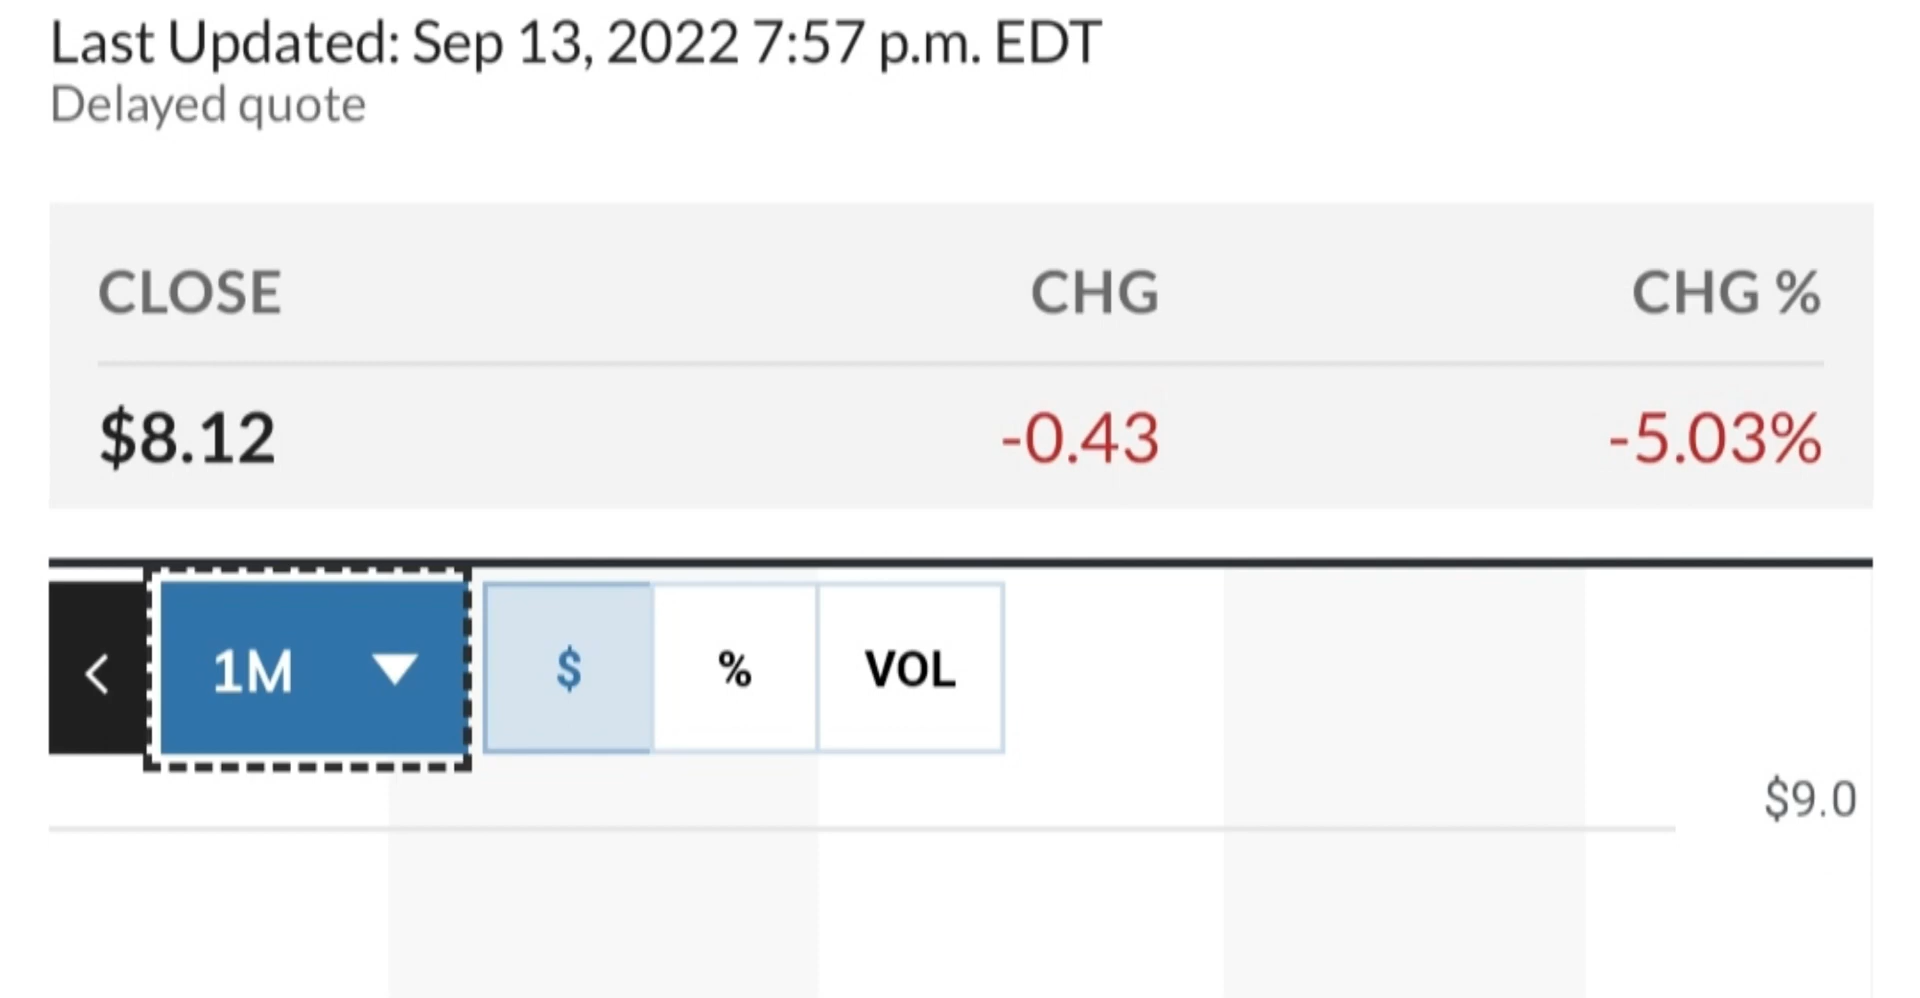 Last Updated: Sep 13, 2022 7:57 p.m. EDT
Delayed quote
CLOSE CHG CHG %
$8.12 -0.43 -5.03%
1M $ % VOL
$9.0